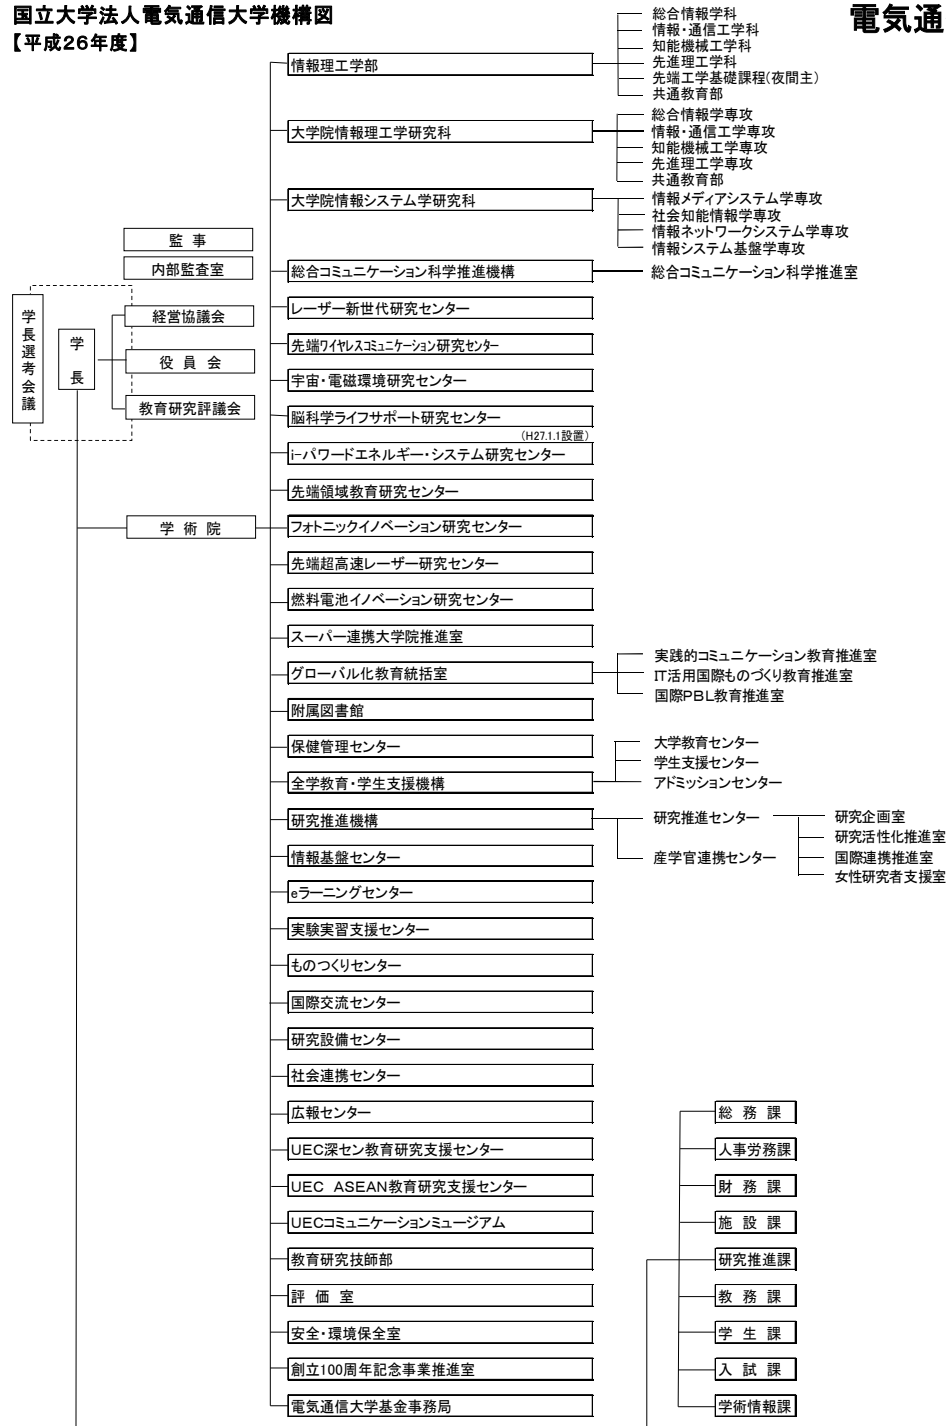 国立大学法人電気通信大学機構図
電気通
【平成26年度】
情報理工学部
総合情報学科
情報・通信工学科
知能機械工学科
先進理工学科
先端工学基礎課程(夜間主)
共通教育部
大学院情報理工学研究科
総合情報学専攻
情報・通信工学専攻
知能機械工学専攻
先進理工学専攻
共通教育部
大学院情報システム学研究科
情報メディアシステム学専攻
社会知能情報学専攻
情報ネットワークシステム学専攻
情報システム基盤学専攻
監 事
内部監査室
学長選考会議
学 長
経営協議会
役 員 会
教育研究評議会
学 術 院
総合コミュニケーション科学推進機構
総合コミュニケーション科学推進室
レーザー新世代研究センター
先端ワイヤレスコミュニケーション研究センター
宇宙・電磁環境研究センター
脳科学ライフサポート研究センター
(H27.1.1設置)
i-パワードエネルギー・システム研究センター
先端領域教育研究センター
フォトニックイノベーション研究センター
先端超高速レーザー研究センター
燃料電池イノベーション研究センター
スーパー連携大学院推進室
グローバル化教育統括室
実践的コミュニケーション教育推進室
IT活用国際ものづくり教育推進室
国際PBL教育推進室
附属図書館
保健管理センター
全学教育・学生支援機構
大学教育センター
学生支援センター
アドミッションセンター
研究推進機構
研究推進センター
産学官連携センター
研究企画室
研究活性化推進室
国際連携推進室
女性研究者支援室
情報基盤センター
eラーニングセンター
実験実習支援センター
ものつくりセンター
国際交流センター
研究設備センター
社会連携センター
広報センター
UEC深セン教育研究支援センター
UEC ASEAN教育研究支援センター
UECコミュニケーションミュージアム
教育研究技師部
評 価 室
安全・環境保全室
創立100周年記念事業推進室
電気通信大学基金事務局
総 務 課
人事労務課
財 務 課
施 設 課
研究推進課
教 務 課
学 生 課
入 試 課
学術情報課